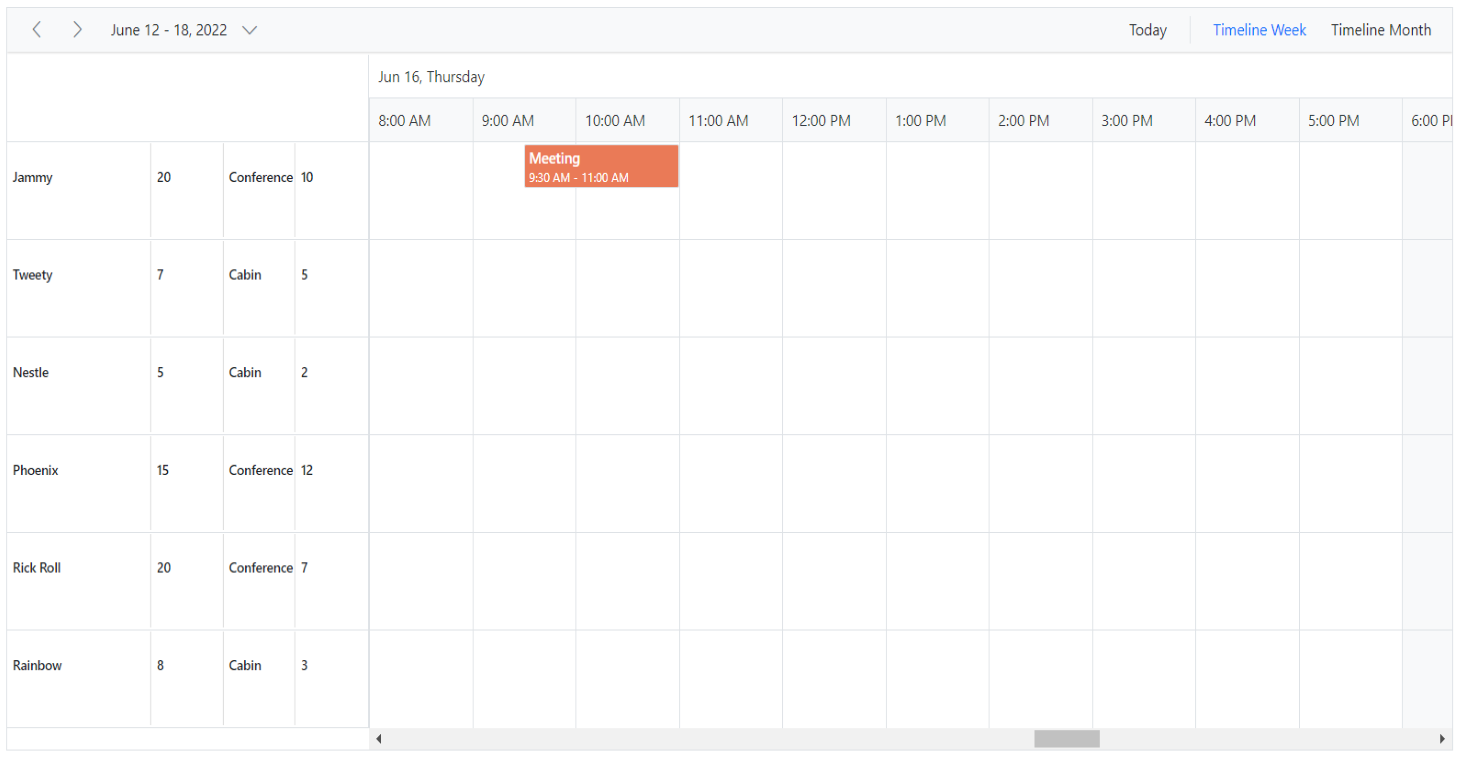 June 12 - 18, 2022 Today Timeline Week Timeline Month
Jun 16, Thursday
8:00 AM 9:00 AM 10:00 AM 11:00 AM 12:00 PM 1:00 PM 2:00 PM 3:00 PM 4:00 PM 5:00 PM 6:00 P
Meeting
9:30 AM - 11:00 AM
Jammy 20 Conference 10
Tweety 7 Cabin 5
Nestle 5 Cabin 2
Phoenix 15 Conference 12
Rick Roll 20 Conference 7
Rainbow 8 Cabin 3